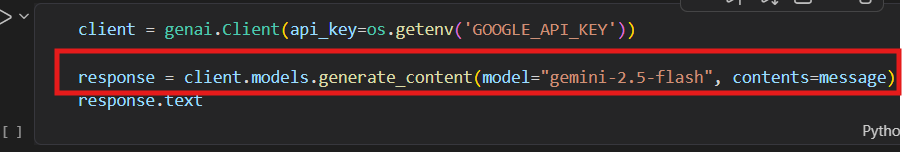 client = genai.Client(api_key=os.getenv('GOOGLE_API_KEY'))
response = client.models.generate_content(model="gemini-2.5-flash", contents=message)
response.text
[ ]